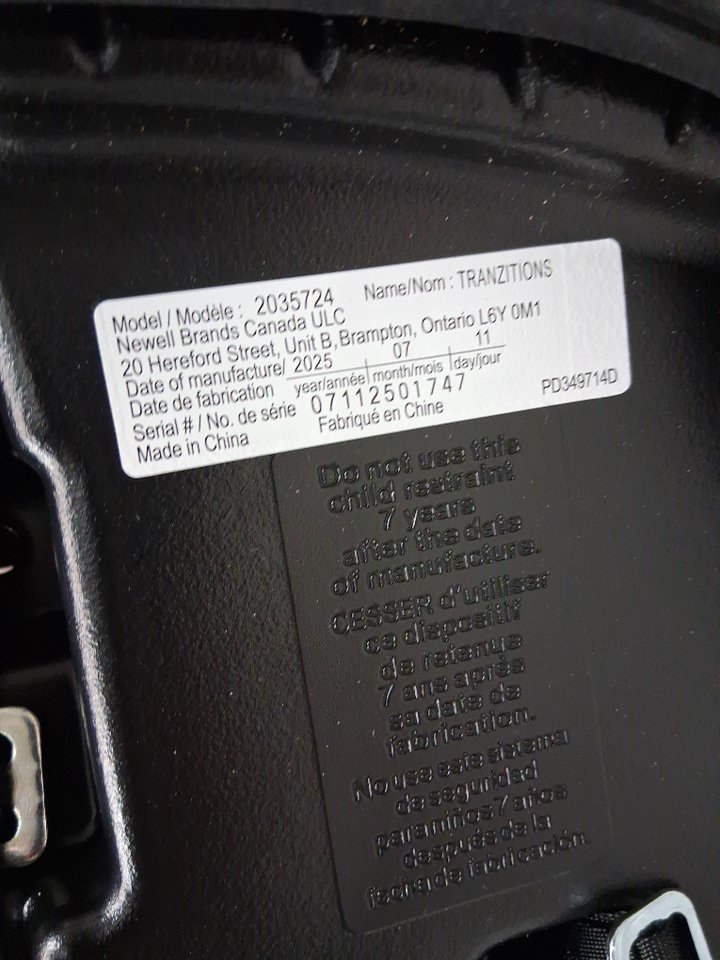 Model / Modèle : 2035724 Name/Nom : TRANZITIONS
Newell Brands Canada ULC
20 Hereford Street, Unit B, Brampton, Ontario L6Y 0M1
Date of manufacture/ 2025 | 07 | 11
Date de fabrication year/année | month/mois | day/jour
Serial # / No. de série 07112501747
Made in China Fabriqué en Chine PD349714D
Do not use this
child restraint
7 years
after the date
of manufacture.
CESSER d'utiliser
ce dispositif
de retenue
7 ans après
sa date de
fabrication.
No use este sistema
de seguridad
para niños 7 años
después de la
fecha de fabricación.